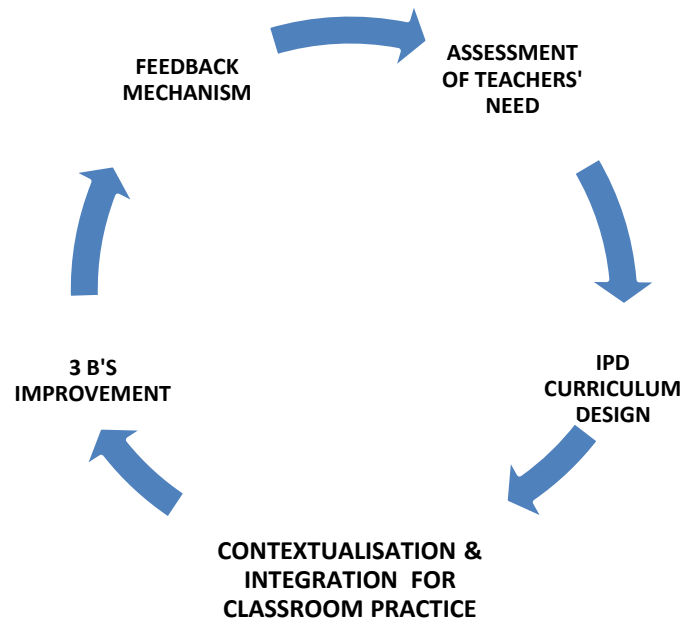 FEEDBACK
MECHANISM
ASSESSMENT
OF TEACHERS'
NEED
IPD
CURRICULUM
DESIGN
CONTEXTUALISATION &
INTEGRATION FOR
CLASSROOM PRACTICE
3 B'S
IMPROVEMENT